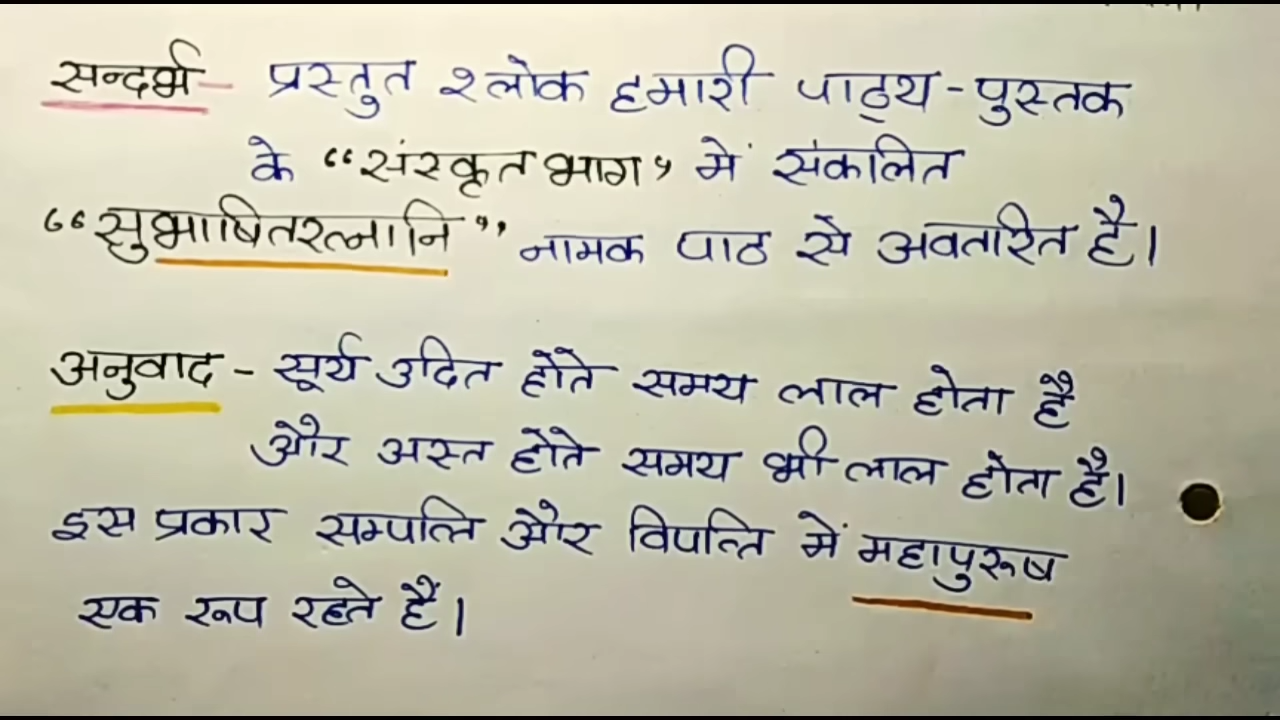 सन्दर्भ - प्रस्तुत श्लोक हमारी पाठ्य-पुस्तक
के “संस्कृत भाग” में संकलित
“सुभाषितरत्नानि” नामक पाठ से अवतरित है।
अनुवाद - सूर्य उदित होते समय लाल होता है
और अस्त होते समय भी लाल होता है।
इस प्रकार सम्पत्ति और विपत्ति में महापुरूष
एक रूप रहते हैं।